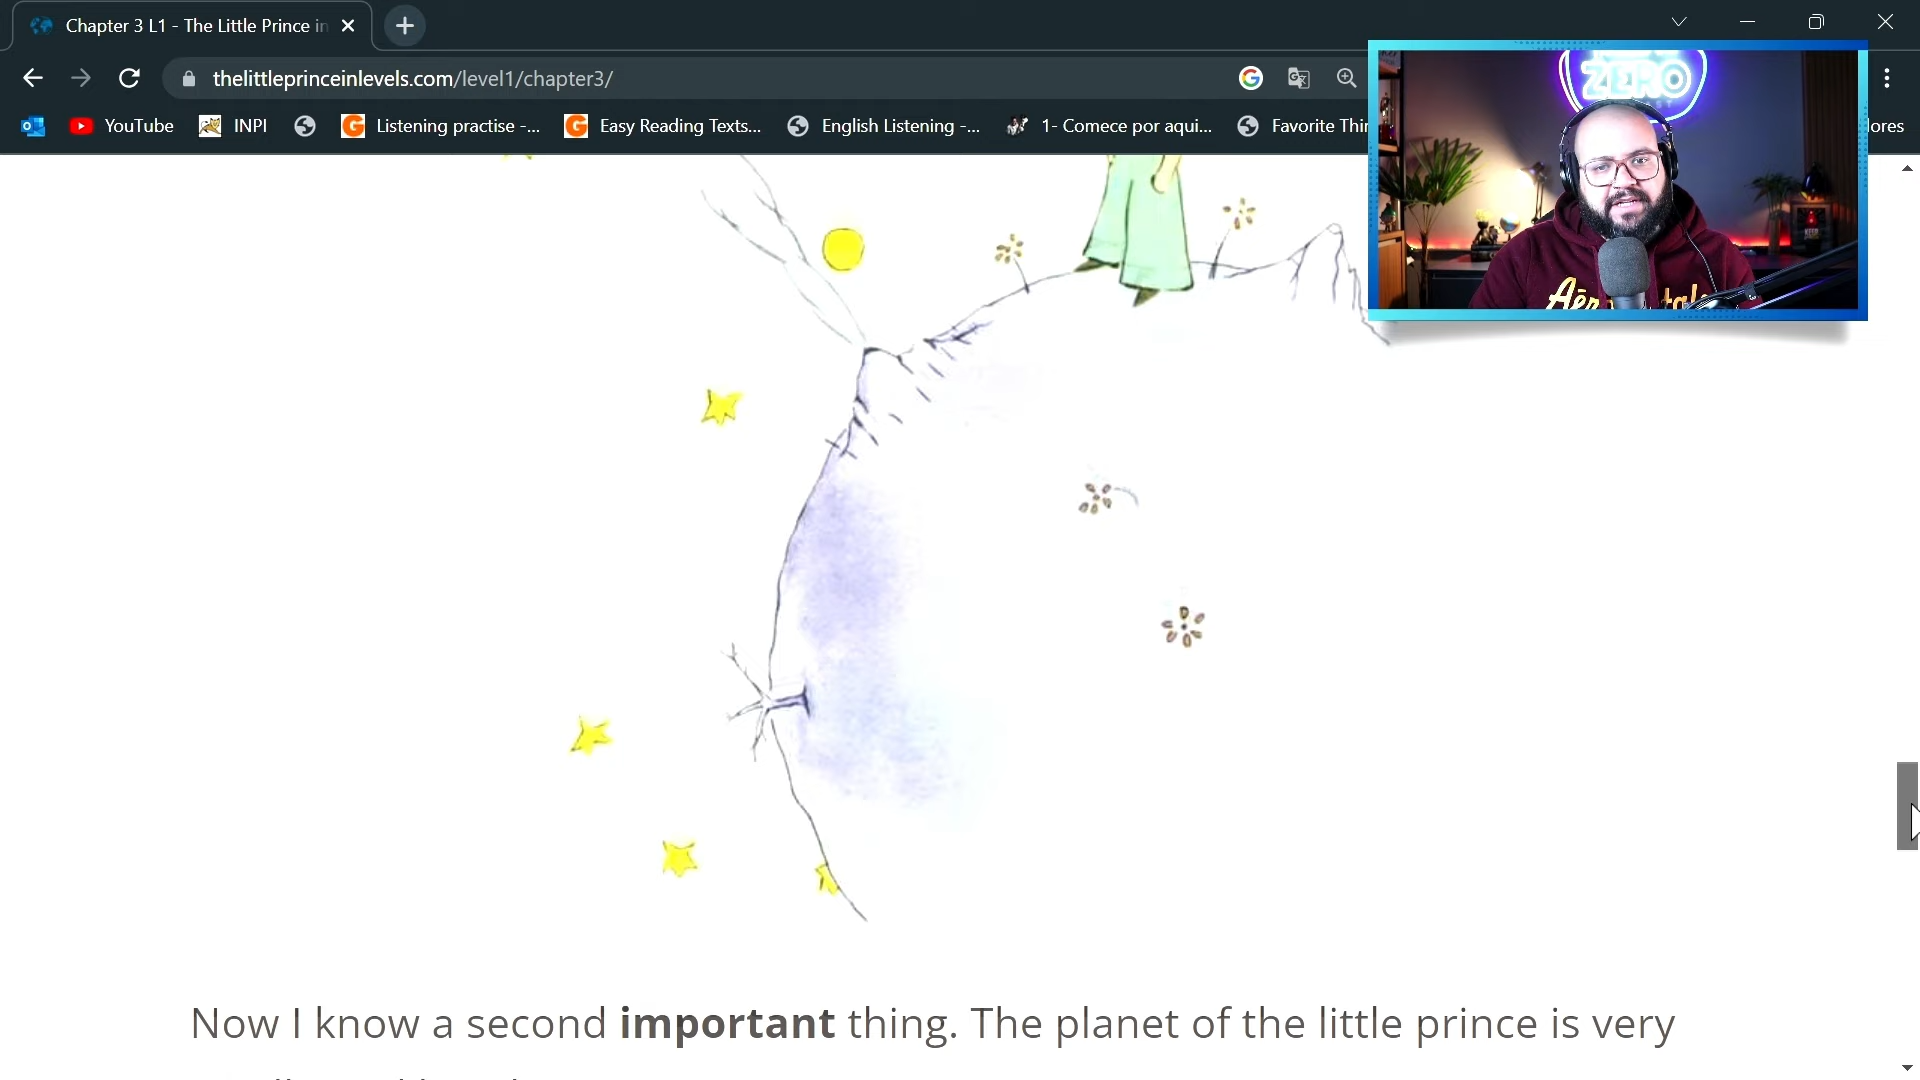 Chapter 3 L1 - The Little Prince in
thelittleprinceinlevels.com/level1/chapter3/
YouTube INPI Listening practise -... Easy Reading Texts... English Listening -... 1- Comece por aqui... Favorite Thi
ZERO
Now I know a second important thing. The planet of the little prince is very